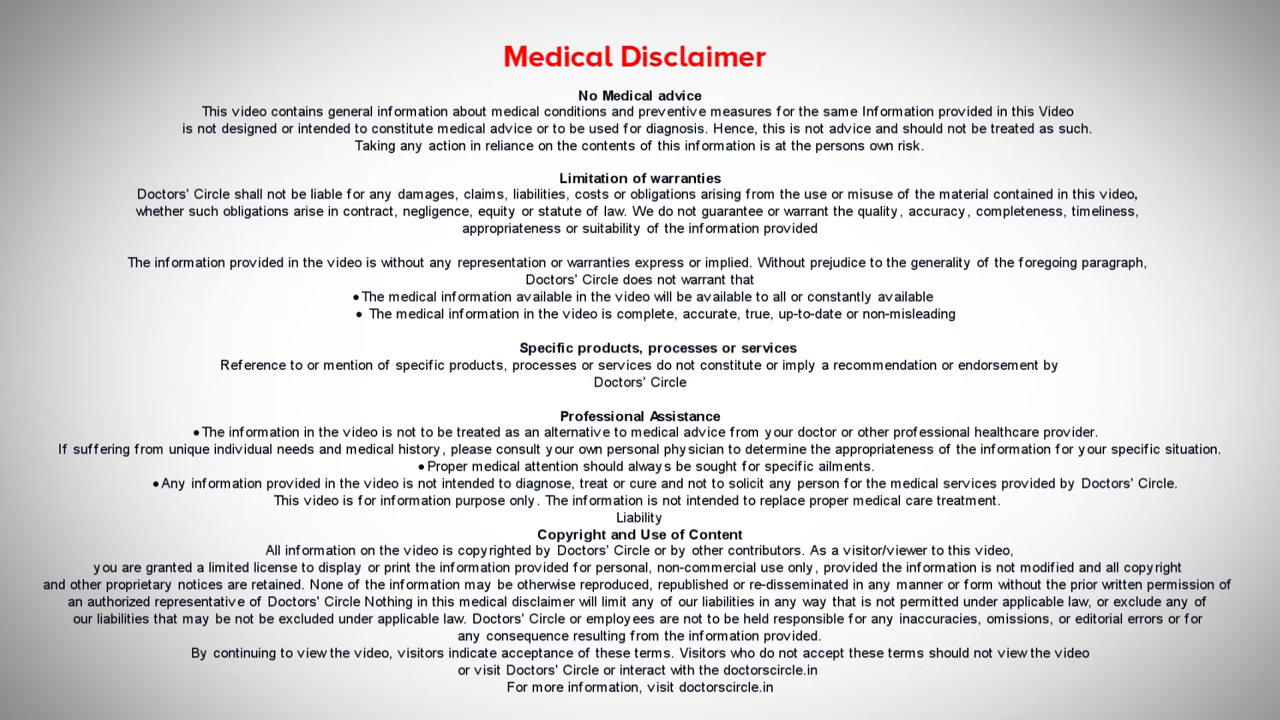 Medical Disclaimer
No Medical advice
This video contains general information about medical conditions and preventive measures for the same Information provided in this Video
is not designed or intended to constitute medical advice or to be used for diagnosis. Hence, this is not advice and should not be treated as such.
Taking any action in reliance on the contents of this information is at the persons own risk.
Limitation of warranties
Doctors' Circle shall not be liable for any damages, claims, liabilities, costs or obligations arising from the use or misuse of the material contained in this video,
whether such obligations arise in contract, negligence, equity or statute of law. We do not guarantee or warrant the quality, accuracy, completeness, timeliness,
appropriateness or suitability of the information provided
The information provided in the video is without any representation or warranties express or implied. Without prejudice to the generality of the foregoing paragraph,
Doctors' Circle does not warrant that
• The medical information available in the video will be available to all or constantly available
• The medical information in the video is complete, accurate, true, up-to-date or non-misleading
Specific products, processes or services
Reference to or mention of specific products, processes or services do not constitute or imply a recommendation or endorsement by
Doctors' Circle
Professional Assistance
• The information in the video is not to be treated as an alternative to medical advice from your doctor or other professional healthcare provider.
If suffering from unique individual needs and medical history, please consult your own personal physician to determine the appropriateness of the information for your specific situation.
• Proper medical attention should always be sought for specific ailments.
• Any information provided in the video is not intended to diagnose, treat or cure and not to solicit any person for the medical services provided by Doctors' Circle.
This video is for information purpose only. The information is not intended to replace proper medical care treatment.
Liability
Copyright and Use of Content
All information on the video is copyrighted by Doctors' Circle or by other contributors. As a visitor/viewer to this video,
you are granted a limited license to display or print the information provided for personal, non-commercial use only, provided the information is not modified and all copyright
and other proprietary notices are retained. None of the information may be otherwise reproduced, republished or re-disseminated in any manner or form without the prior written permission of
an authorized representative of Doctors' Circle Nothing in this medical disclaimer will limit any of our liabilities in any way that is not permitted under applicable law, or exclude any of
our liabilities that may be not be excluded under applicable law. Doctors' Circle or employees are not to be held responsible for any inaccuracies, omissions, or editorial errors or for
any consequence resulting from the information provided.
By continuing to view the video, visitors indicate acceptance of these terms. Visitors who do not accept these terms should not view the video
or visit Doctors' Circle or interact with the doctorscircle.in
For more information, visit doctorscircle.in